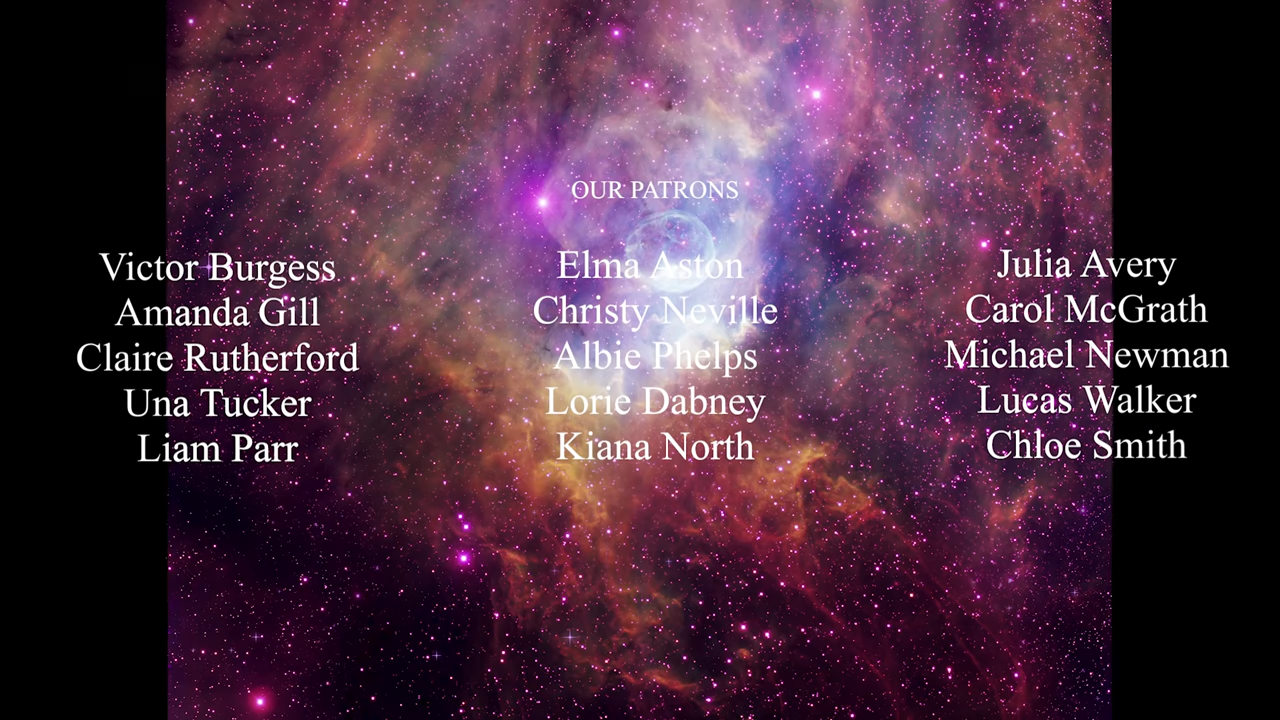 OUR PATRONS
Victor Burgess
Amanda Gill
Claire Rutherford
Una Tucker
Liam Parr
Elma Aston
Christy Neville
Albie Phelps
Lorie Dabney
Kiana North
Julia Avery
Carol McGrath
Michael Newman
Lucas Walker
Chloe Smith